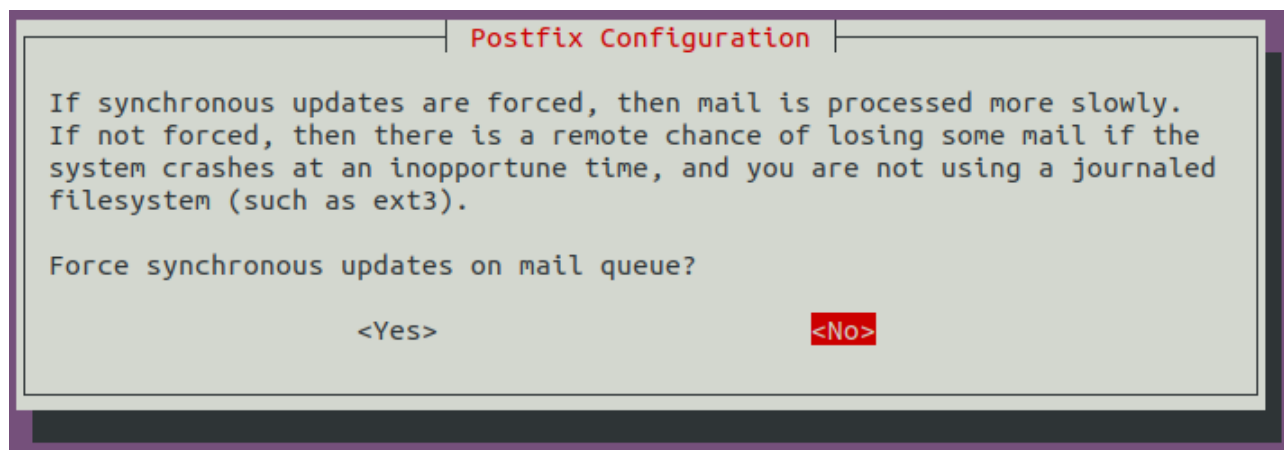 Postfix Configuration
If synchronous updates are forced, then mail is processed more slowly.
If not forced, then there is a remote chance of losing some mail if the
system crashes at an inopportune time, and you are not using a journaled
filesystem (such as ext3).
Force synchronous updates on mail queue?
<Yes> <No>